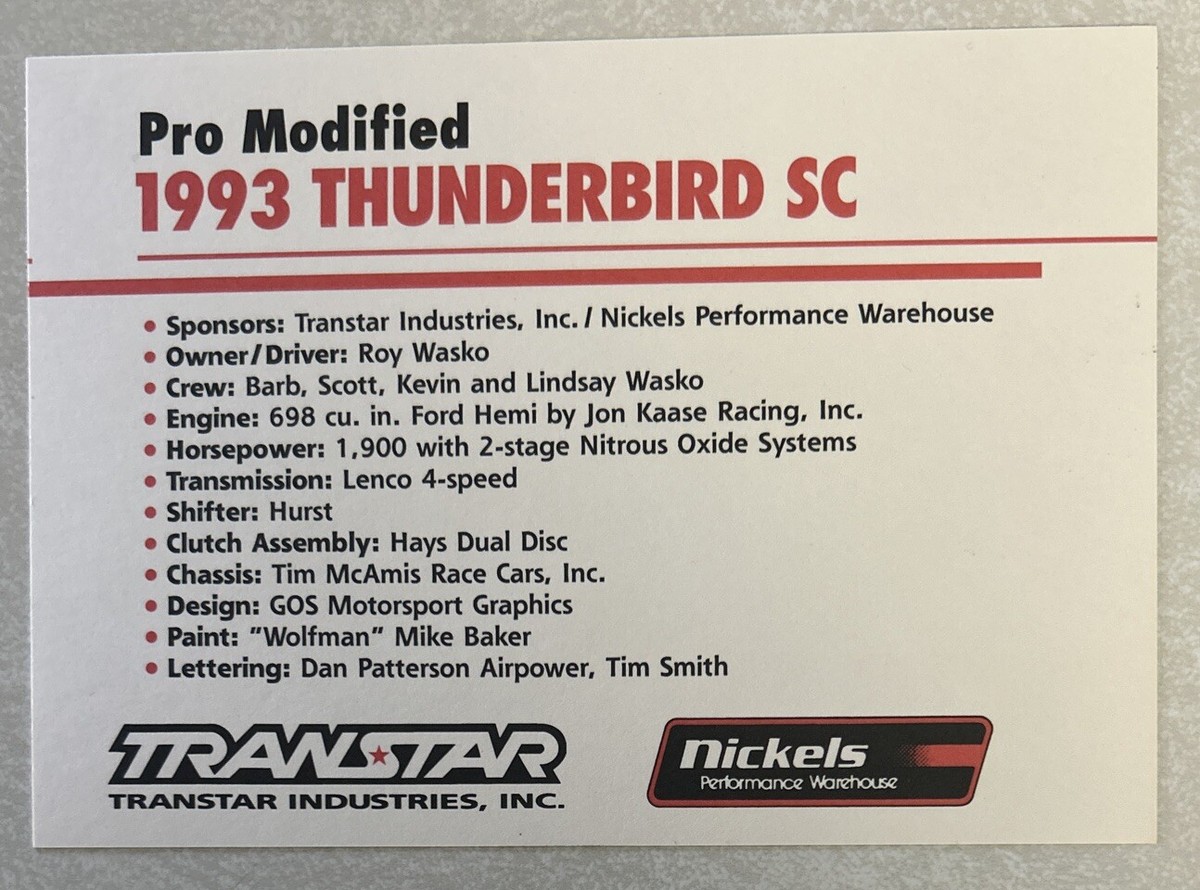 Pro Modified
1993 THUNDERBIRD SC
• Sponsors: Transtar Industries, Inc. / Nickels Performance Warehouse
• Owner/Driver: Roy Wasko
• Crew: Barb, Scott, Kevin and Lindsay Wasko
• Engine: 698 cu. in. Ford Hemi by Jon Kaase Racing, Inc.
• Horsepower: 1,900 with 2-stage Nitrous Oxide Systems
• Transmission: Lenco 4-speed
• Shifter: Hurst
• Clutch Assembly: Hays Dual Disc
• Chassis: Tim McAmis Race Cars, Inc.
• Design: GOS Motorsport Graphics
• Paint: "Wolfman" Mike Baker
• Lettering: Dan Patterson Airpower, Tim Smith
TRANSTAR
TRANSTAR INDUSTRIES, INC.
Nickels
Performance Warehouse